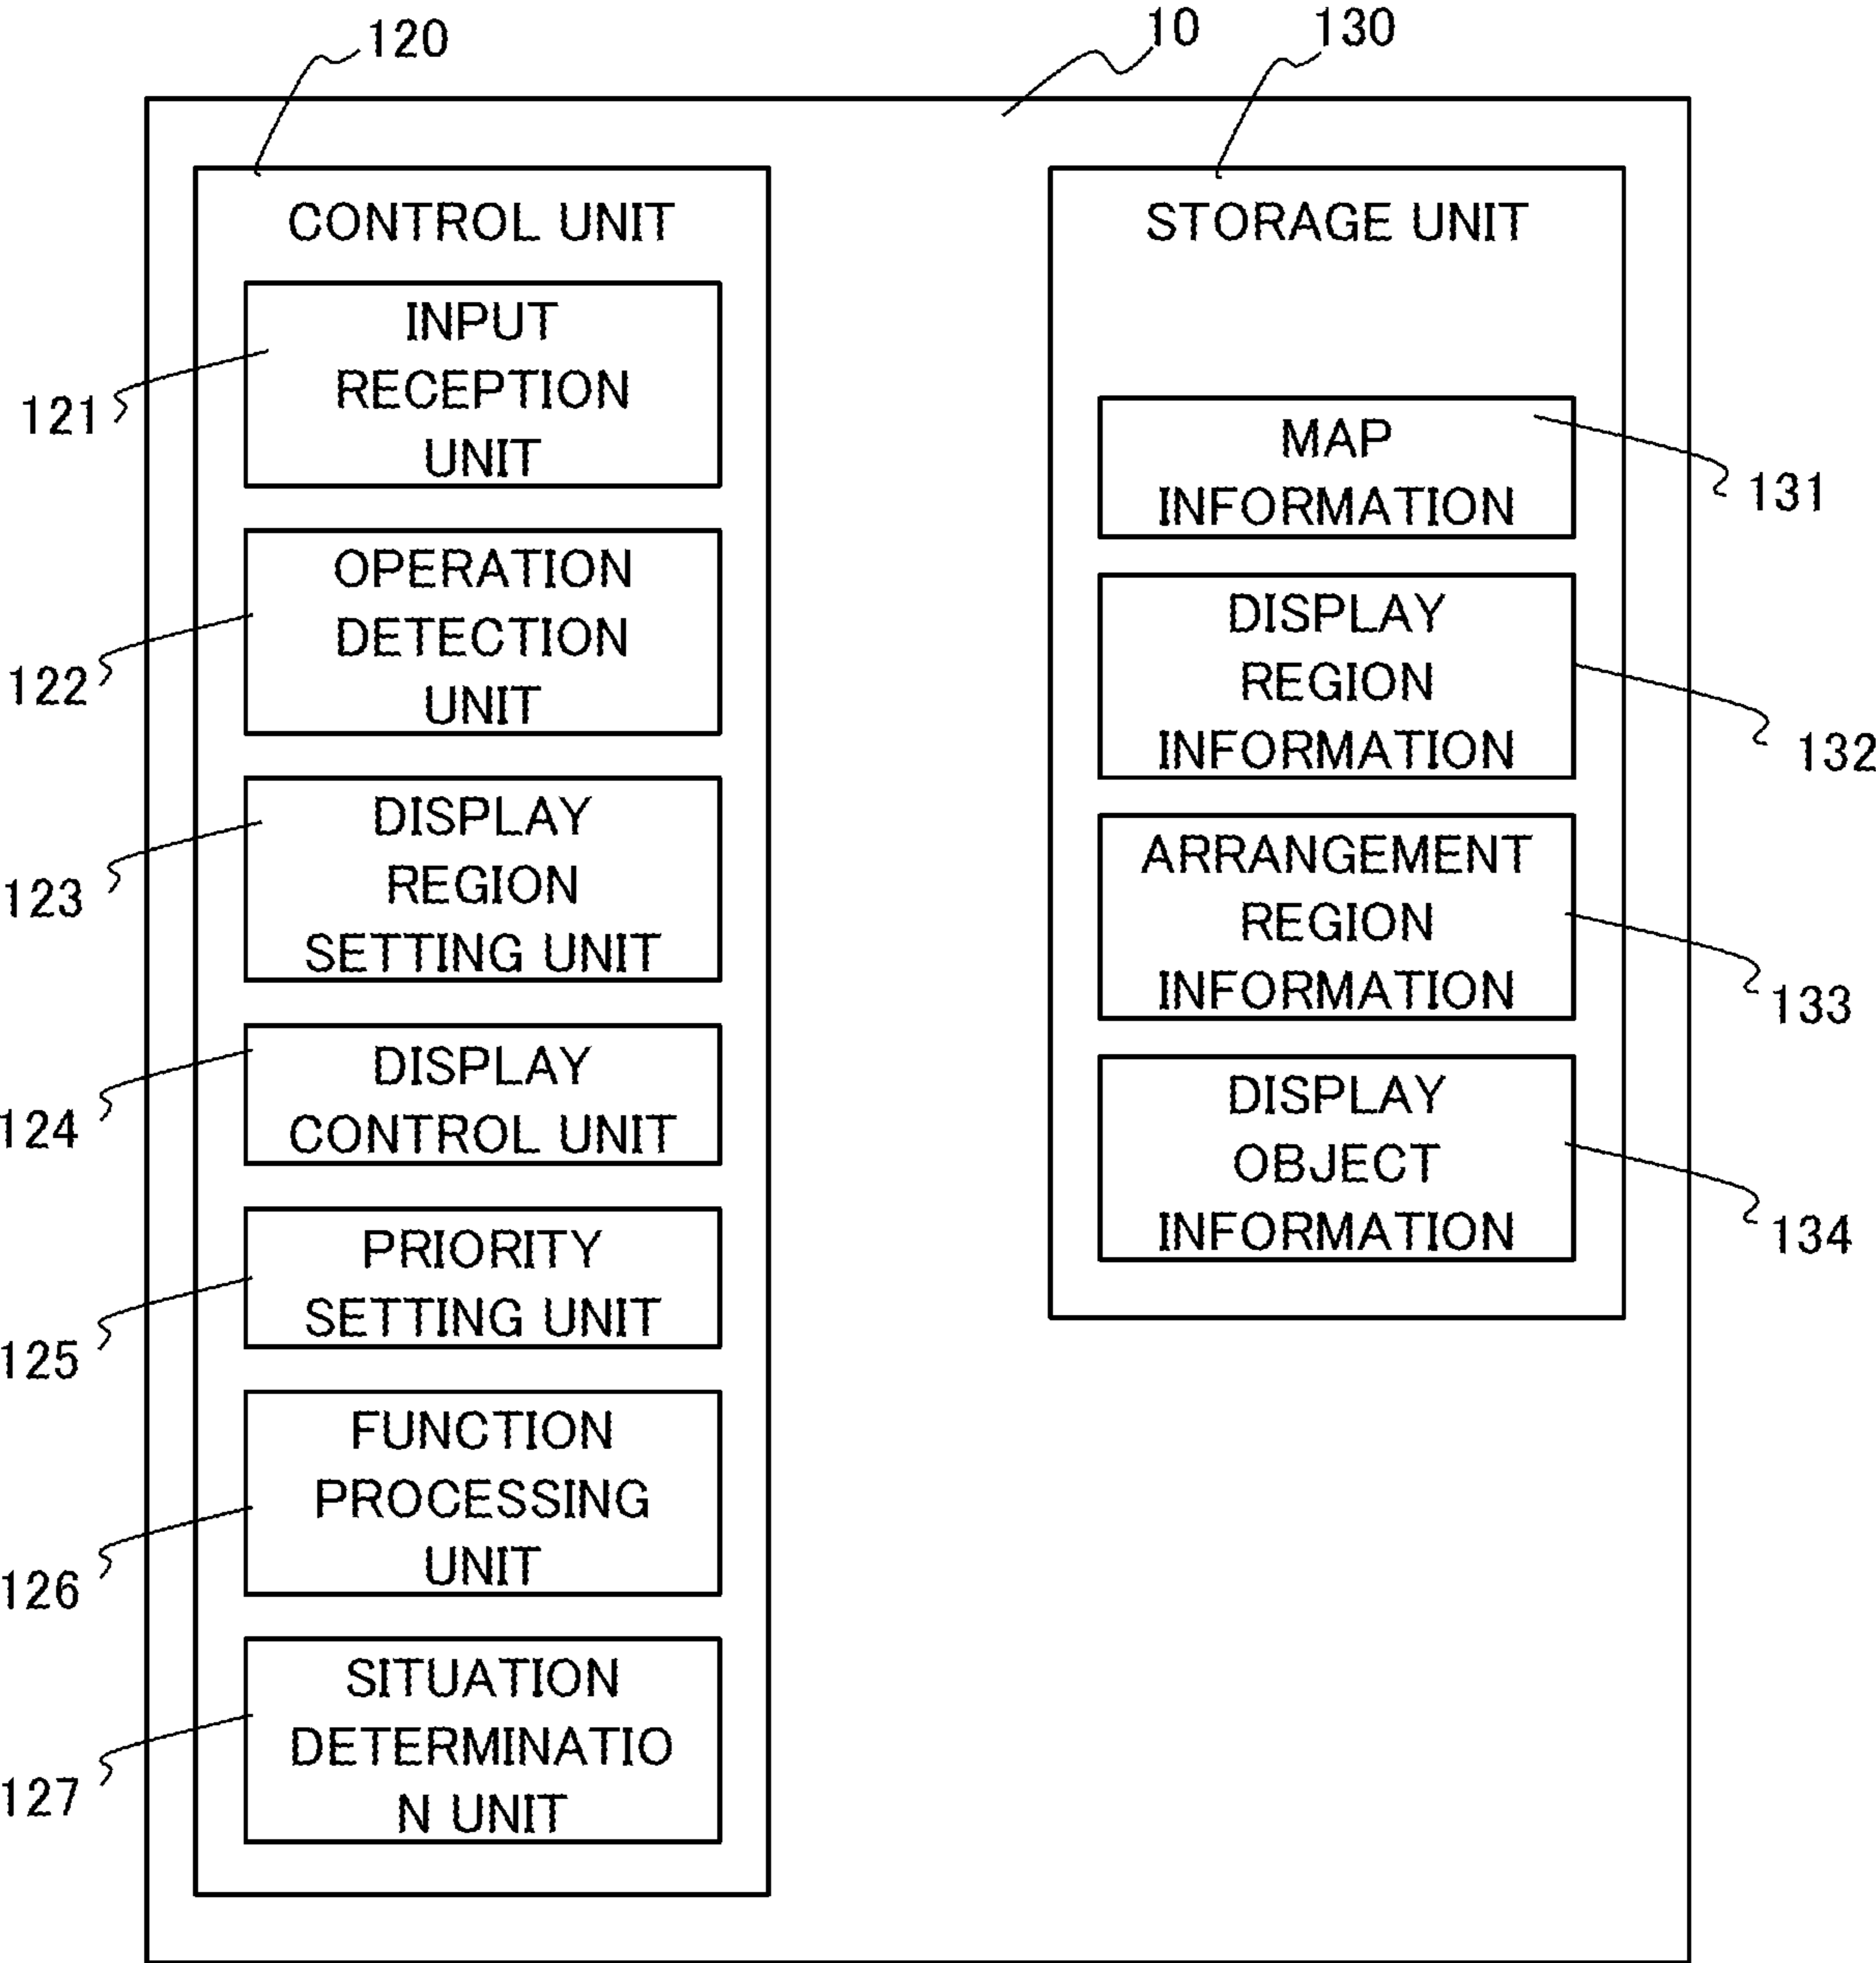 120
10
130
CONTROL UNIT
INPUT
RECEPTION
UNIT
121
OPERATION
DETECTION
UNIT
122
DISPLAY
REGION
SETTING UNIT
123
DISPLAY
CONTROL UNIT
124
PRIORITY
SETTING UNIT
125
FUNCTION
PROCESSING
UNIT
126
SITUATION
DETERMINATIO
N UNIT
127
STORAGE UNIT
MAP
INFORMATION
131
DISPLAY
REGION
INFORMATION
132
ARRANGEMENT
REGION
INFORMATION
133
DISPLAY
OBJECT
INFORMATION
134